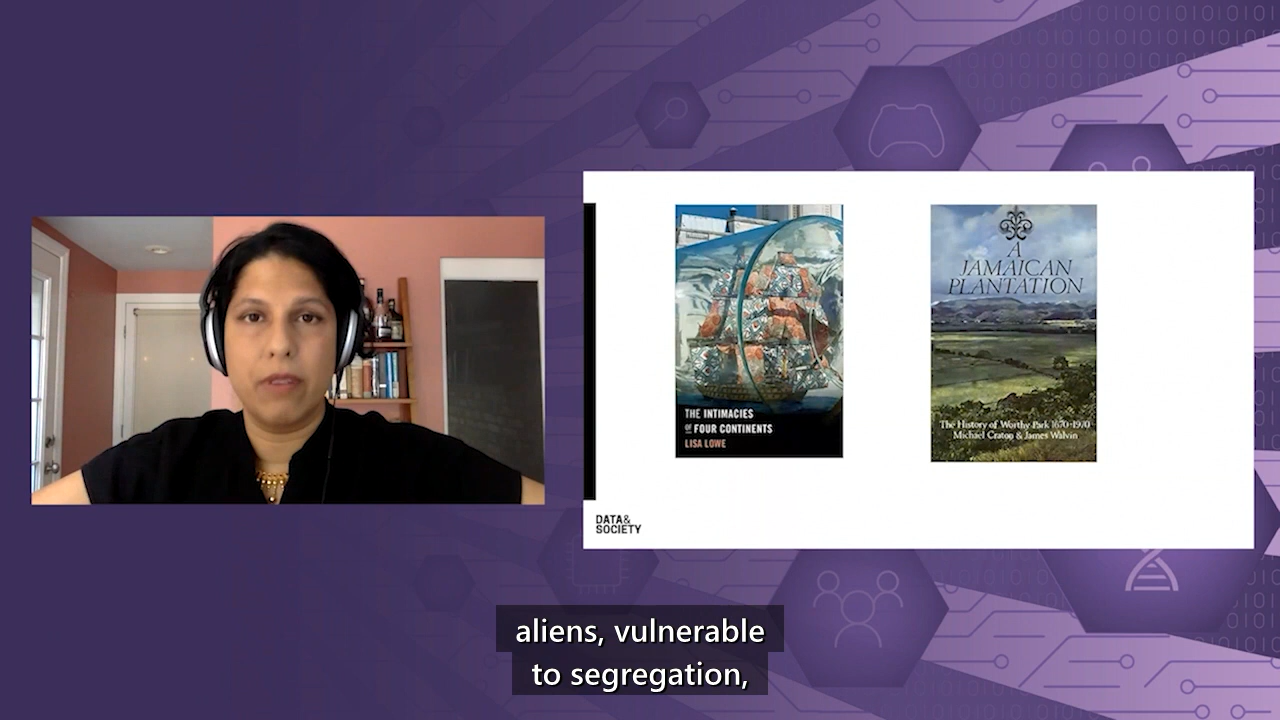 A
JAMAICAN
PLANTATION
THE INTIMACIES
OF FOUR CONTINENTS
LISA LOWE
The History of Worthy Park 1670-1970
Michael Craton & James Walvin
DATA&
SOCIETY
aliens, vulnerable
to segregation,